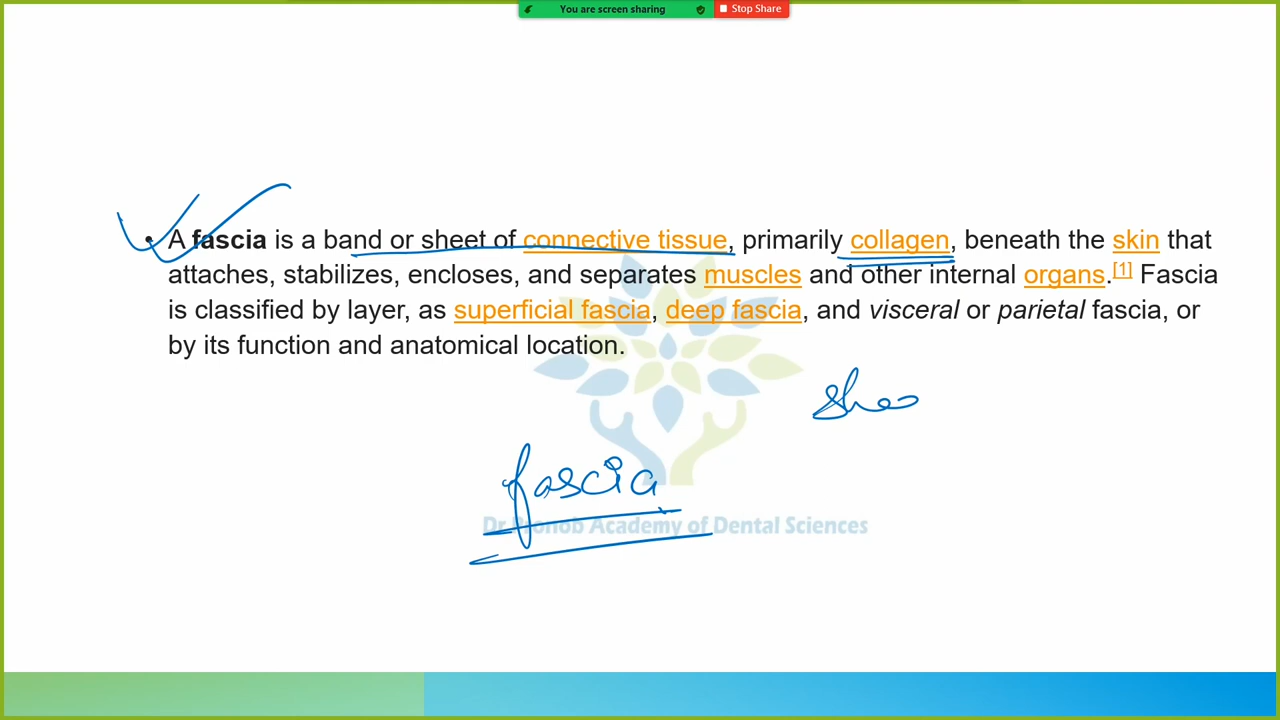 You are screen sharing
Stop Share
• A fascia is a band or sheet of connective tissue, primarily collagen, beneath the skin that
attaches, stabilizes, encloses, and separates muscles and other internal organs.[1] Fascia
is classified by layer, as superficial fascia, deep fascia, and visceral or parietal fascia, or
by its function and anatomical location.
fascia
Dr Pronob Academy of Dental Sciences